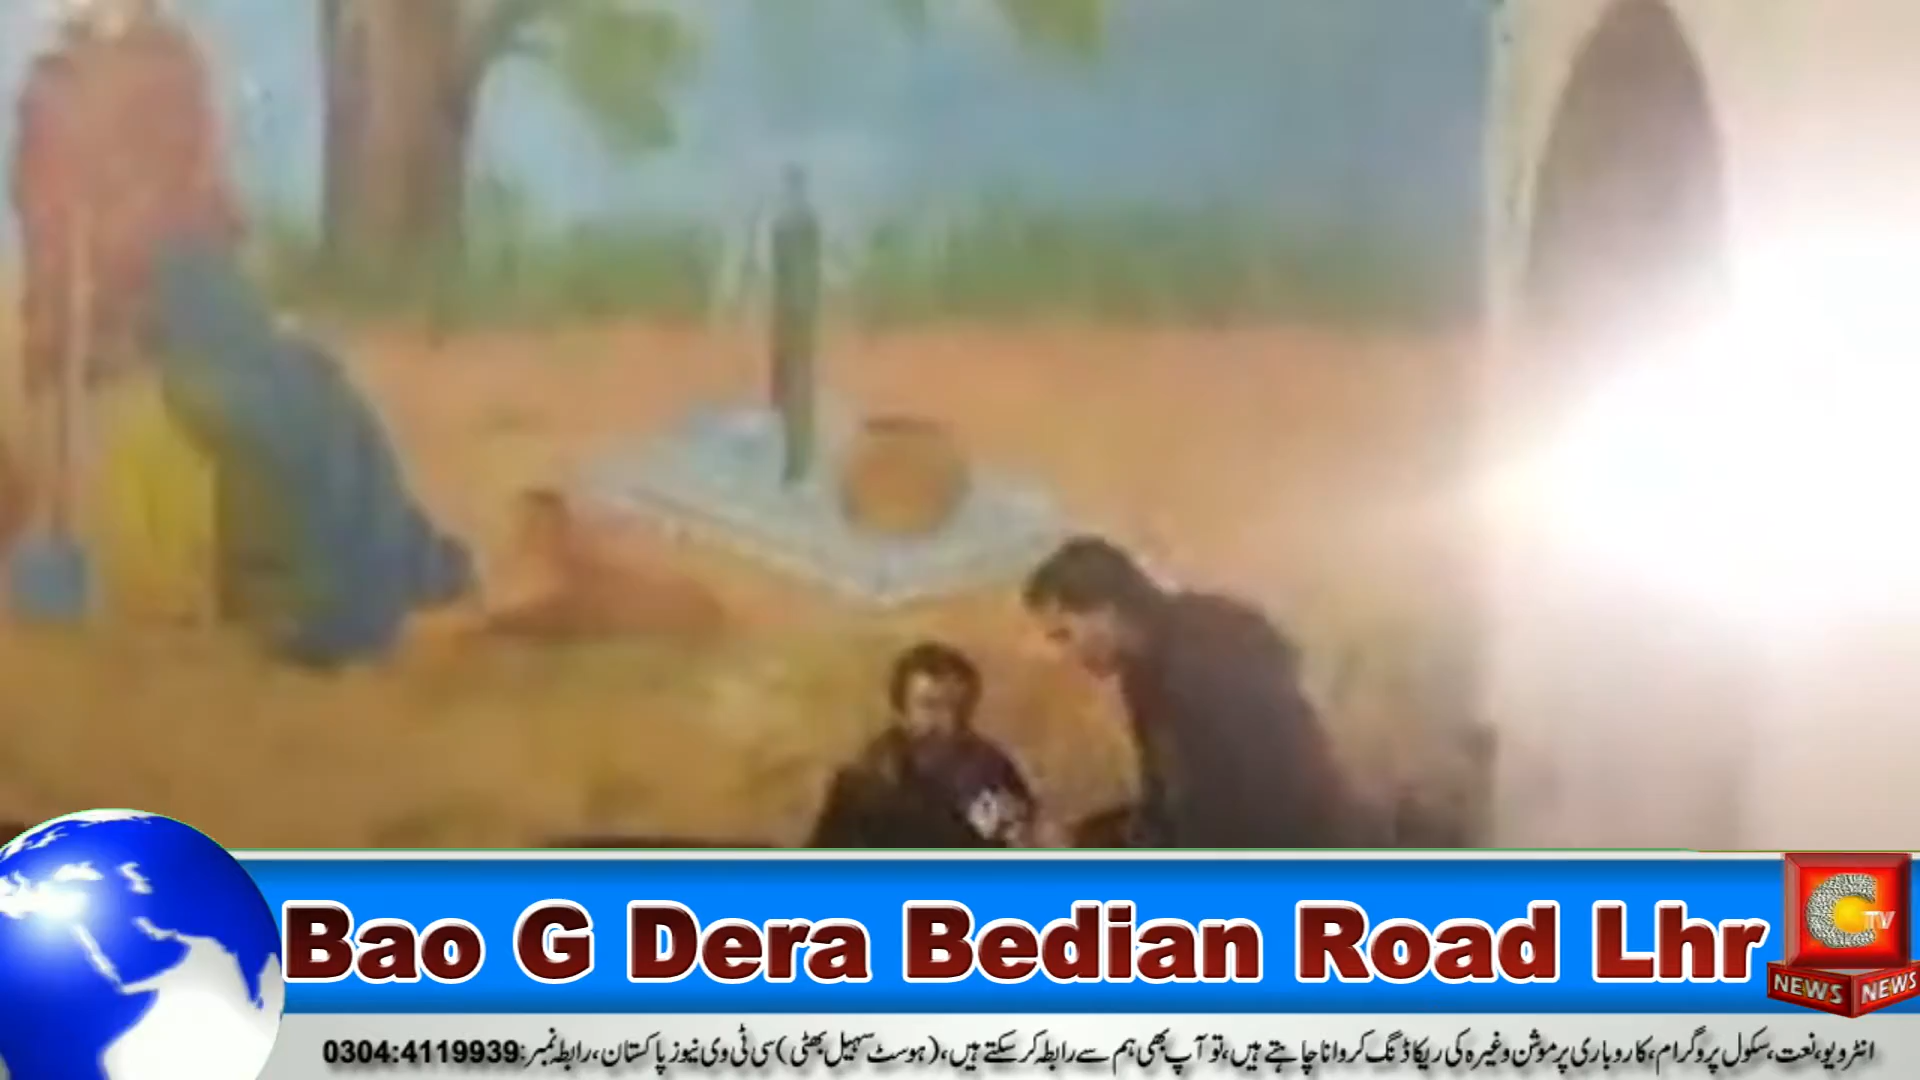 Bao G Dera Bedian Road Lhr
C TV
NEWS NEWS
انٹرویو، نعت، سکول پروگرام، کاروباری پرموشن وغیرہ کی ریکاڈنگ کروانا چاہتے ہیں، تو آپ بھی ہم سے رابطہ کر سکتے ہیں، (ہوسٹ سہیل بھٹی) سی ٹی وی نیوز پاکستان، رابطہ نمبر: 0304:4119939